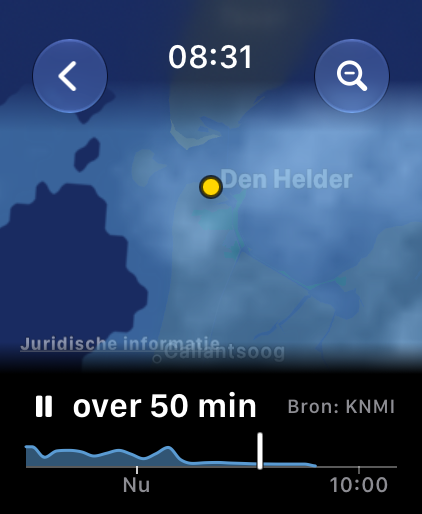 08:31
Den Helder
Juridische informatie
Callantsoog
over 50 min
Bron: KNMI
Nu
10:00